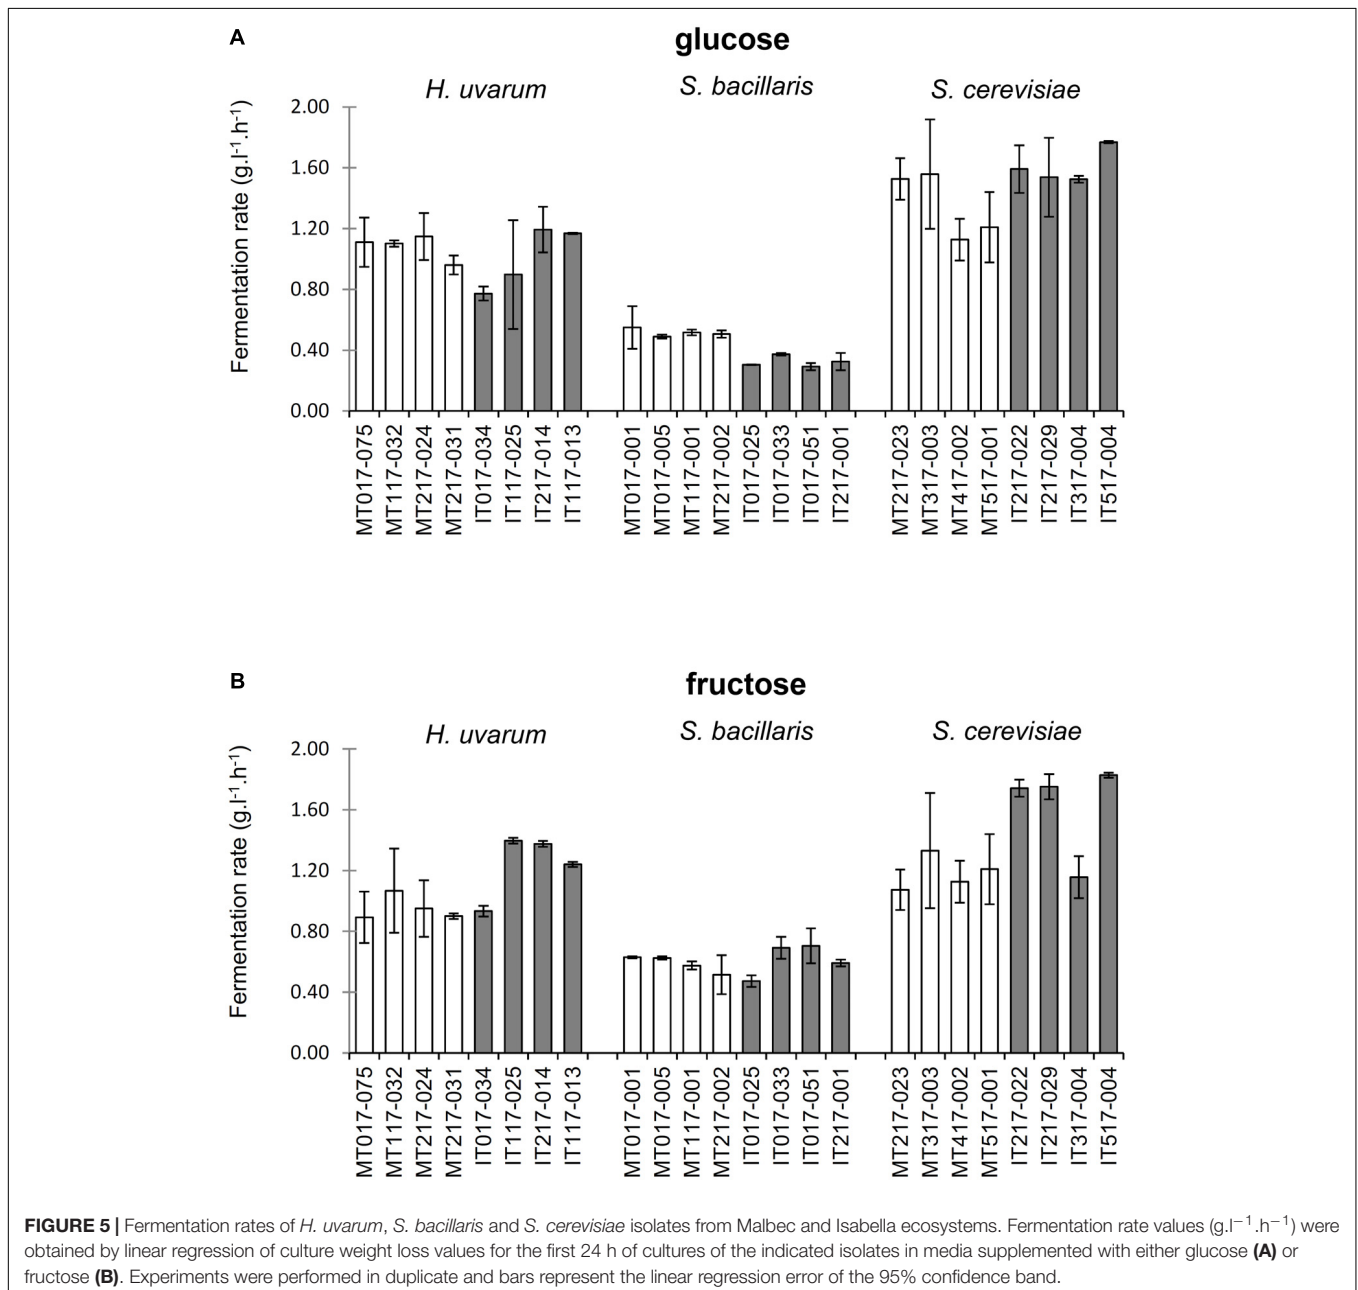 A
glucose
H. uvarum
S. bacillaris
S. cerevisiae
Fermentation rate (g.l-1.h-1)
2.00
1.60
1.20
0.80
0.40
0.00
MT017-075
MT117-032
MT217-024
MT217-031
IT017-034
IT117-025
IT217-014
IT117-013
MT017-001
MT017-005
MT117-001
MT217-002
IT017-025
IT017-033
IT017-051
IT217-001
MT217-023
MT317-003
MT417-002
MT517-001
IT217-022
IT217-029
IT317-004
IT517-004
B
fructose
H. uvarum
S. bacillaris
S. cerevisiae
Fermentation rate (g.l-1.h-1)
2.00
1.60
1.20
0.80
0.40
0.00
MT017-075
MT117-032
MT217-024
MT217-031
IT017-034
IT117-025
IT217-014
IT117-013
MT017-001
MT017-005
MT117-001
MT217-002
IT017-025
IT017-033
IT017-051
IT217-001
MT217-023
MT317-003
MT417-002
MT517-001
IT217-022
IT217-029
IT317-004
IT517-004
FIGURE 5 | Fermentation rates of H. uvarum, S. bacillaris and S. cerevisiae isolates from Malbec and Isabella ecosystems. Fermentation rate values (g.l−1.h−1) were
obtained by linear regression of culture weight loss values for the first 24 h of cultures of the indicated isolates in media supplemented with either glucose (A) or
fructose (B). Experiments were performed in duplicate and bars represent the linear regression error of the 95% confidence band.